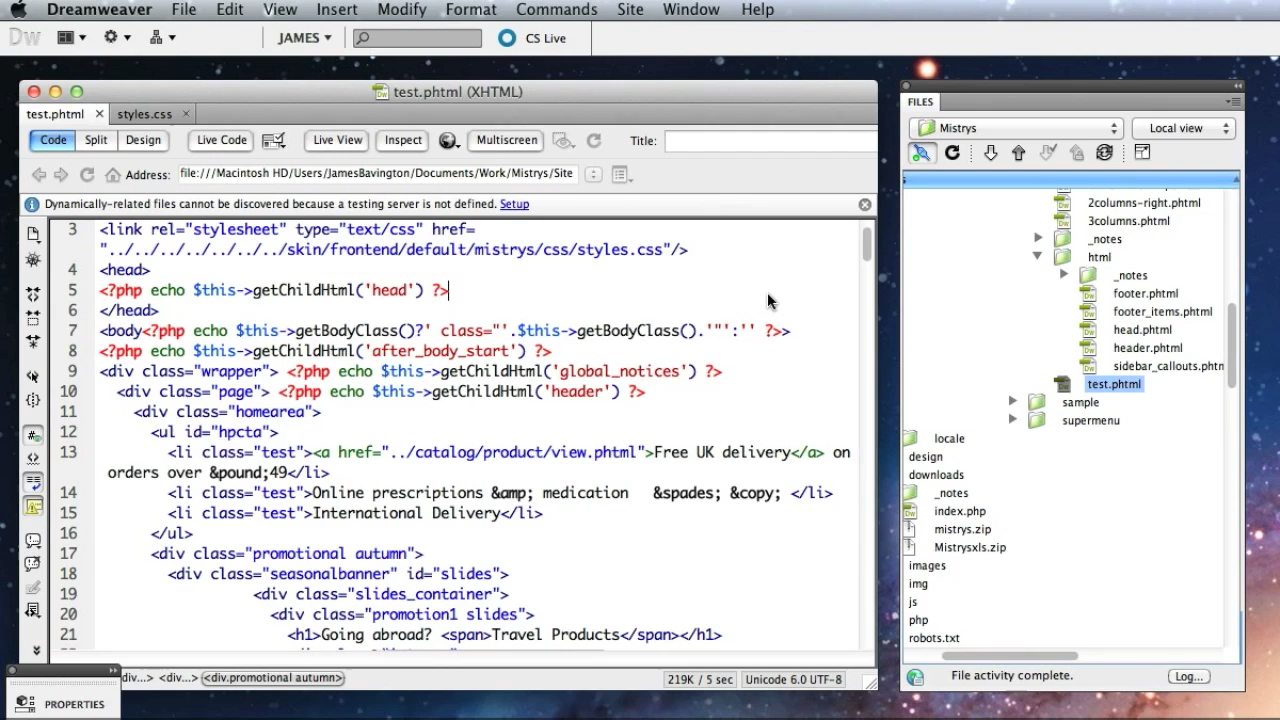 Dreamweaver File Edit View Insert Modify Format Commands Site Window Help
Dw JAMES CS Live
test.phtml (XHTML)
test.phtml styles.css
Code Split Design Live Code Live View Inspect Multiscreen Title:
Address: file:///Macintosh HD/Users/JamesBavington/Documents/Work/Mistrys/Site
Dynamically-related files cannot be discovered because a testing server is not defined. Setup
3 <link rel="stylesheet" type="text/css" href=
"../../../../../../skin/frontend/default/mistrys/css/styles.css"/>
4 <head>
5 <?php echo $this->getChildHtml('head') ?>
6 </head>
7 <body<?php echo $this->getBodyClass()?' class="'.$this->getBodyClass().'"':'' ?>>
8 <?php echo $this->getChildHtml('after_body_start') ?>
9 <div class="wrapper"> <?php echo $this->getChildHtml('global_notices') ?>
10 <div class="page"> <?php echo $this->getChildHtml('header') ?>
11 <div class="homearea">
12 <ul id="hpcta">
13 <li class="test"><a href="../catalog/product/view.phtml">Free UK delivery</a> on
orders over &pound;49</li>
14 <li class="test">Online prescriptions &amp; medication &spades; &copy; </li>
15 <li class="test">International Delivery</li>
16 </ul>
17 <div class="promotional autumn">
18 <div class="seasonalbanner" id="slides">
19 <div class="slides_container">
20 <div class="promotion1 slides">
21 <h1>Going abroad? <span>Travel Products</span></h1>
div...> <div...> <div.promotional autumn> 219K / 5 sec Unicode 6.0 UTF-8
PROPERTIES
FILES
Mistrys Local view
2columns-right.phtml
3columns.phtml
_notes
html
_notes
footer.phtml
footer_items.phtml
head.phtml
header.phtml
sidebar_callouts.phtm
test.phtml
sample
supermenu
locale
design
downloads
_notes
index.php
mistrys.zip
Mistrysxls.zip
images
img
js
php
robots.txt
File activity complete. Log...